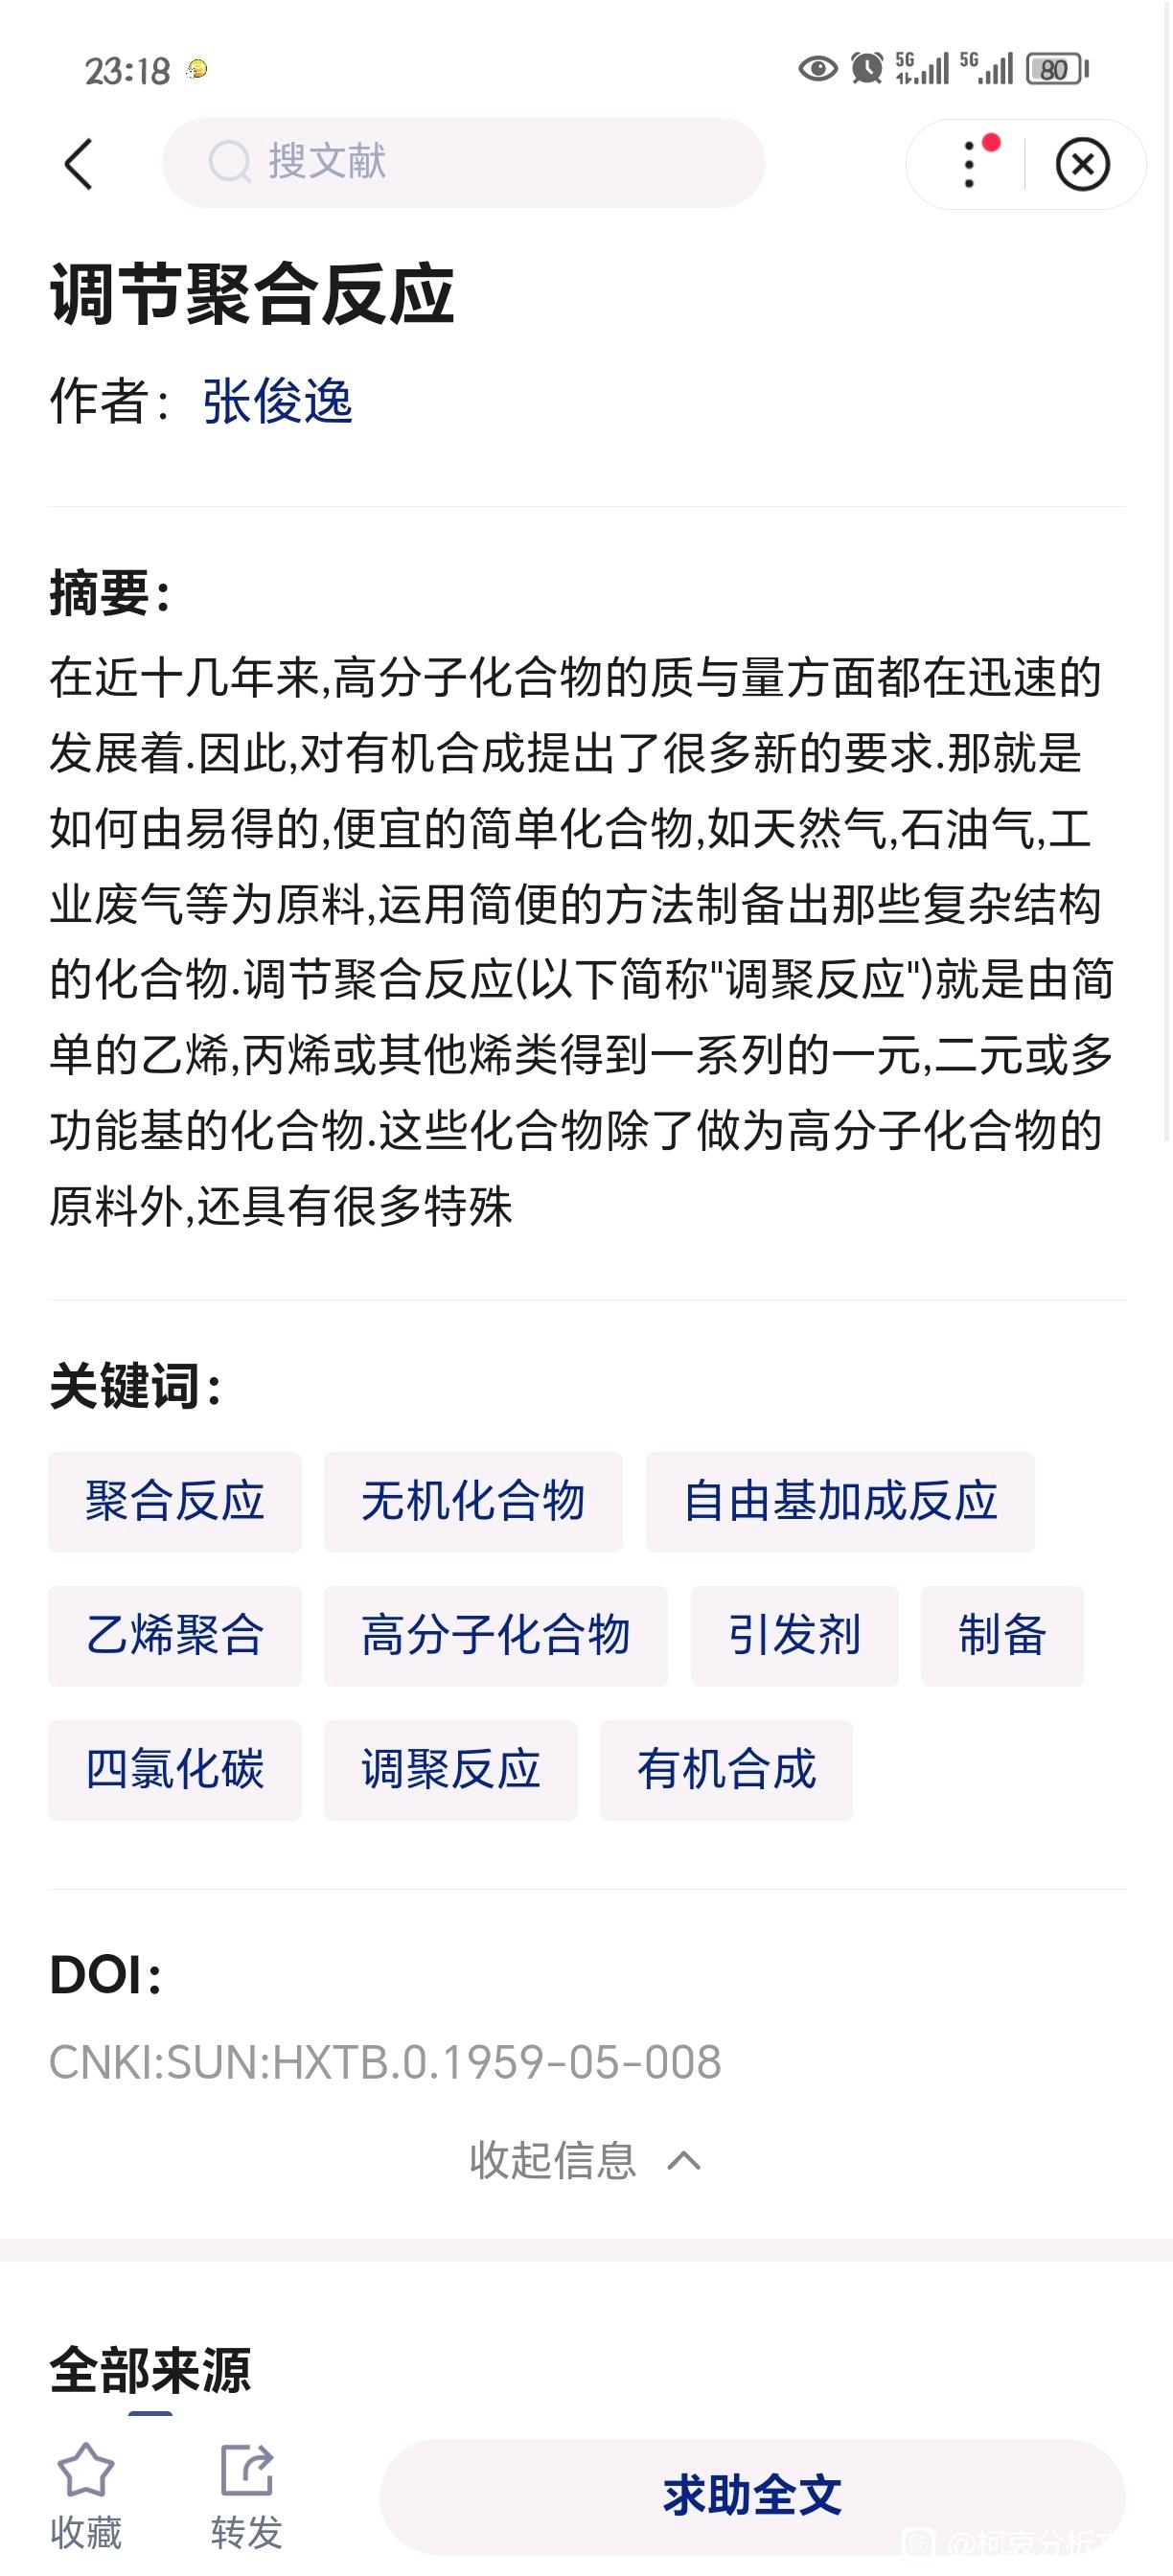 23:18
5G 5G 80
搜文献
调节聚合反应
作者：张俊逸
摘要：
在近十几年来,高分子化合物的质与量方面都在迅速的
发展着.因此,对有机合成提出了很多新的要求.那就是
如何由易得的,便宜的简单化合物,如天然气,石油气,工
业废气等为原料,运用简便的方法制备出那些复杂结构
的化合物.调节聚合反应(以下简称"调聚反应")就是由简
单的乙烯,丙烯或其他烯类得到一系列的一元,二元或多
功能基的化合物.这些化合物除了做为高分子化合物的
原料外,还具有很多特殊
关键词：
聚合反应 无机化合物 自由基加成反应
乙烯聚合 高分子化合物 引发剂 制备
四氯化碳 调聚反应 有机合成
DOI：
CNKI:SUN:HXTB.0.1959-05-008
收起信息
全部来源
收藏 转发 求助全文
贴 @柯哀分析